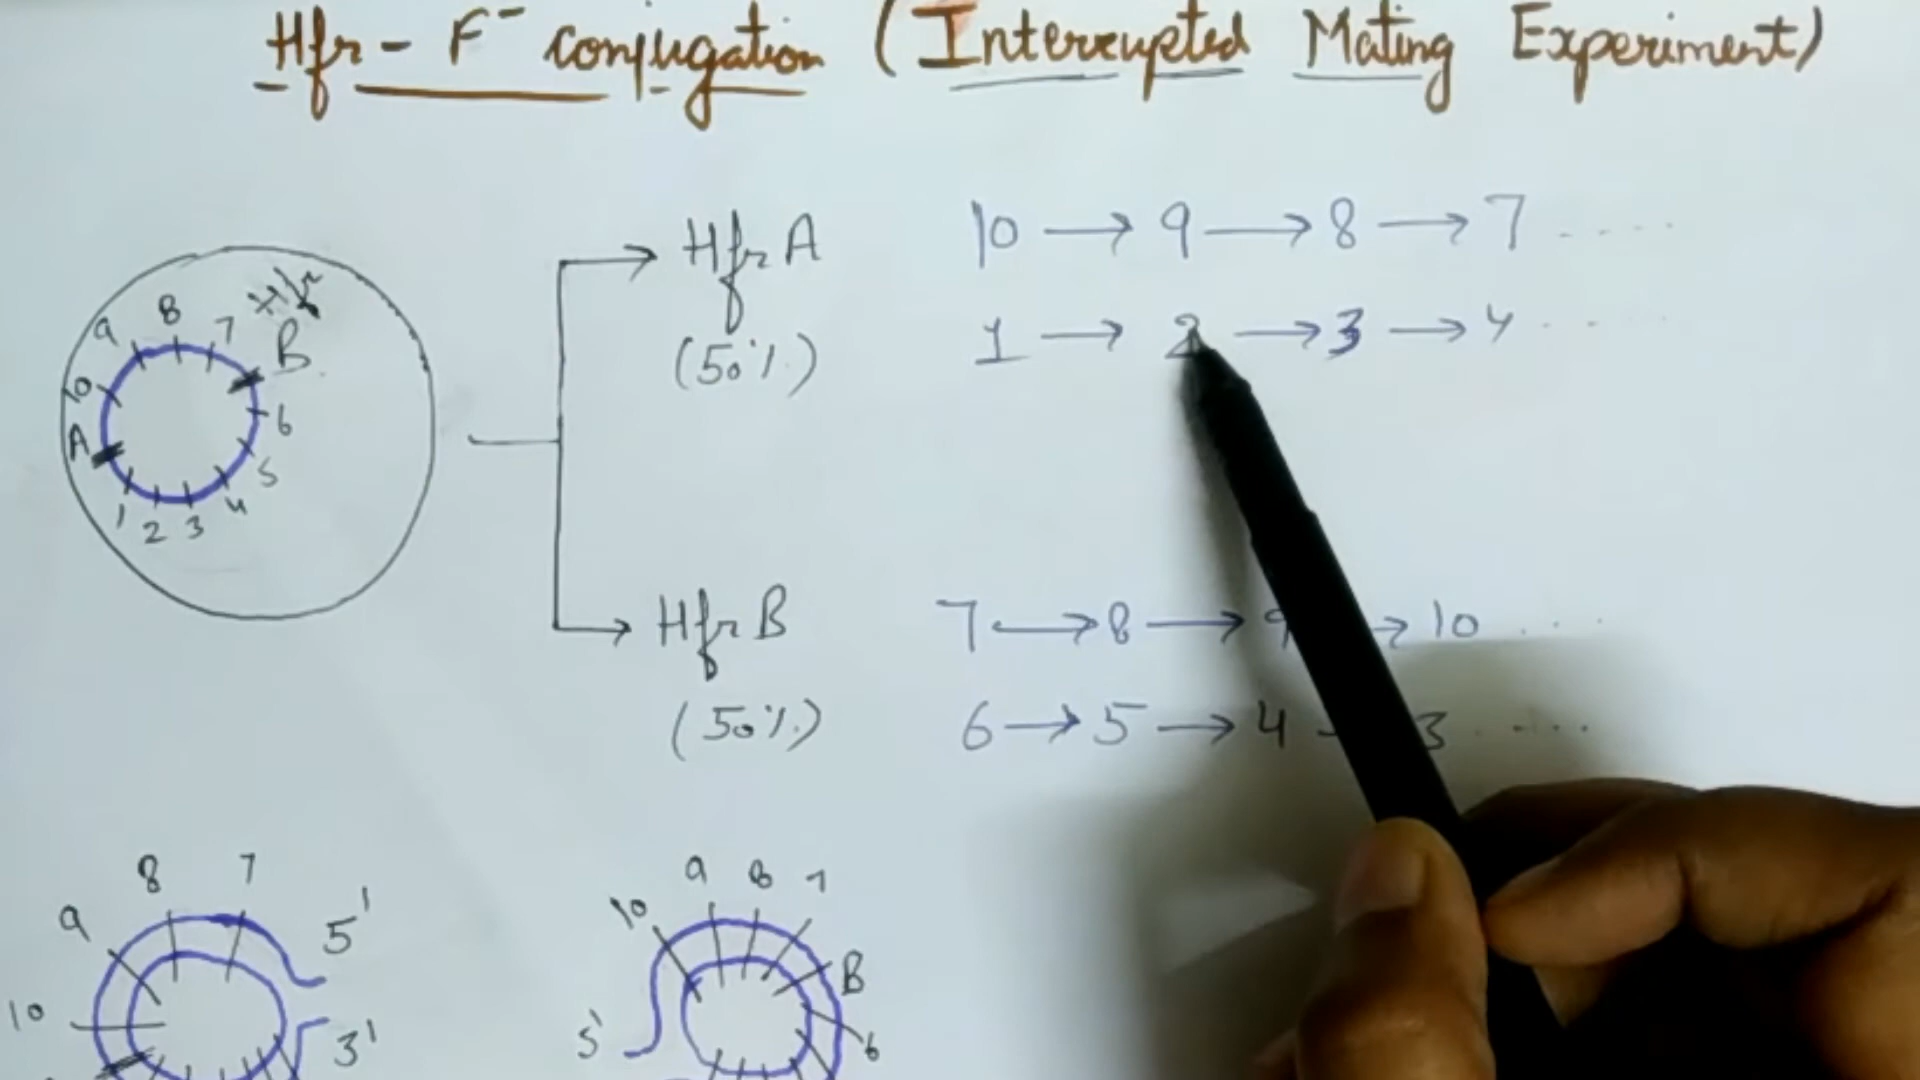 Hfr - F⁻ conjugation (Interrupted Mating Experiment)
Hfr A
(50%)
10 → 9 → 8 → 7 ....
1 → 2 → 3 → 4 ....
Hfr
8
9
7
B
10
6
A
5
1
2
3
4
Hfr B
(50%)
7 → 8 → 9 → 10 ....
6 → 5 → 4 → 3 ....
8
7
9
5'
10
3'
9
8
7
10
B
5'
6